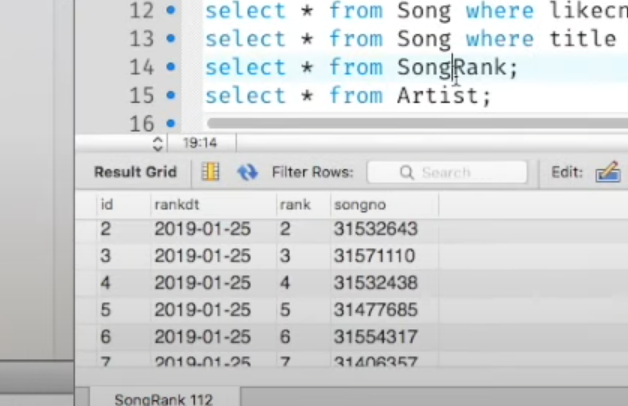 12 select * from Song where likecn
13 select * from Song where title
14 select * from SongRank;
15 select * from Artist;
16
19:14
Result Grid Filter Rows: Search Edit:
id rankdt rank songno
2 2019-01-25 2 31532643
3 2019-01-25 3 31571110
4 2019-01-25 4 31532438
5 2019-01-25 5 31477685
6 2019-01-25 6 31554317
7 2019-01-25 7 31406357
SongRank 112